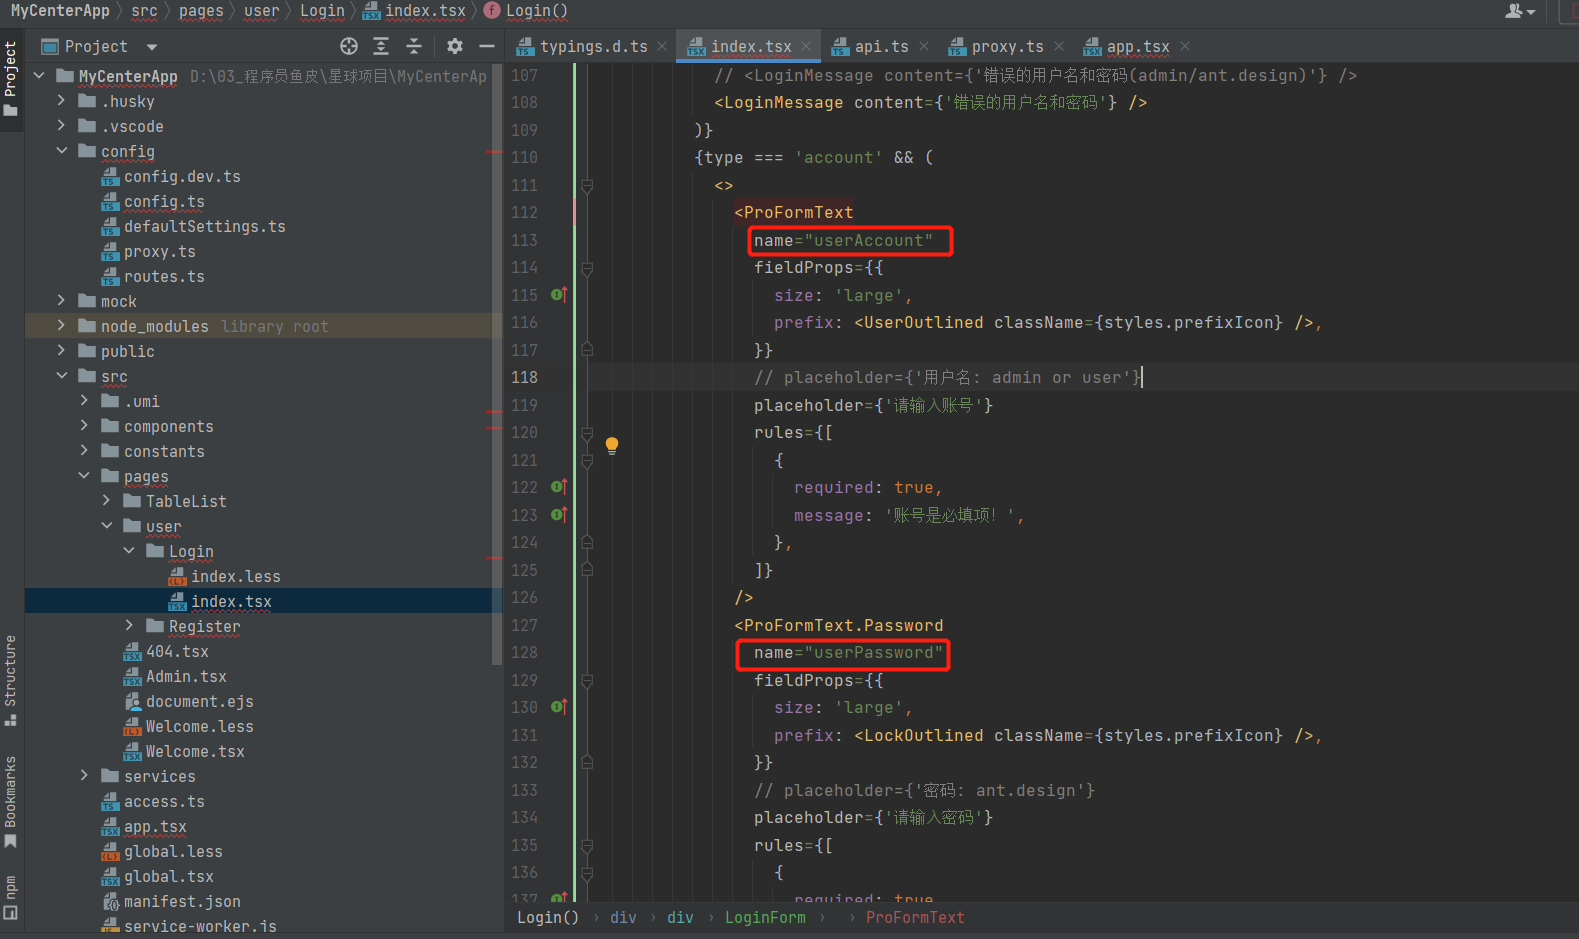 MyCenterApp › src › pages › user › Login › index.tsx › Login()
Project
Project
typings.d.ts
index.tsx
api.ts
proxy.ts
app.tsx
MyCenterApp D:\03_程序员鱼皮\星球项目\MyCenterAp
.husky
.vscode
config
config.dev.ts
config.ts
defaultSettings.ts
proxy.ts
routes.ts
mock
node_modules library root
public
src
.umi
components
constants
pages
TableList
user
Login
index.less
index.tsx
Register
404.tsx
Admin.tsx
document.ejs
Welcome.less
Welcome.tsx
services
access.ts
app.tsx
global.less
global.tsx
manifest.json
service-worker.js
Structure
Bookmarks
npm
107 // <LoginMessage content={'错误的用户名和密码(admin/ant.design)'} />
108 <LoginMessage content={'错误的用户名和密码'} />
109 )}
110 {type === 'account' && (
111 <>
112 <ProFormText
113 name="userAccount"
114 fieldProps={{
115 size: 'large',
116 prefix: <UserOutlined className={styles.prefixIcon} />,
117 }}
118 // placeholder={'用户名: admin or user'}
119 placeholder={'请输入账号'}
120 rules={[
121 {
122 required: true,
123 message: '账号是必填项！',
124 },
125 ]}
126 />
127 <ProFormText.Password
128 name="userPassword"
129 fieldProps={{
130 size: 'large',
131 prefix: <LockOutlined className={styles.prefixIcon} />,
132 }}
133 // placeholder={'密码: ant.design'}
134 placeholder={'请输入密码'}
135 rules={[
136 {
137 required: true,
Login() › div › div › LoginForm › › ProFormText